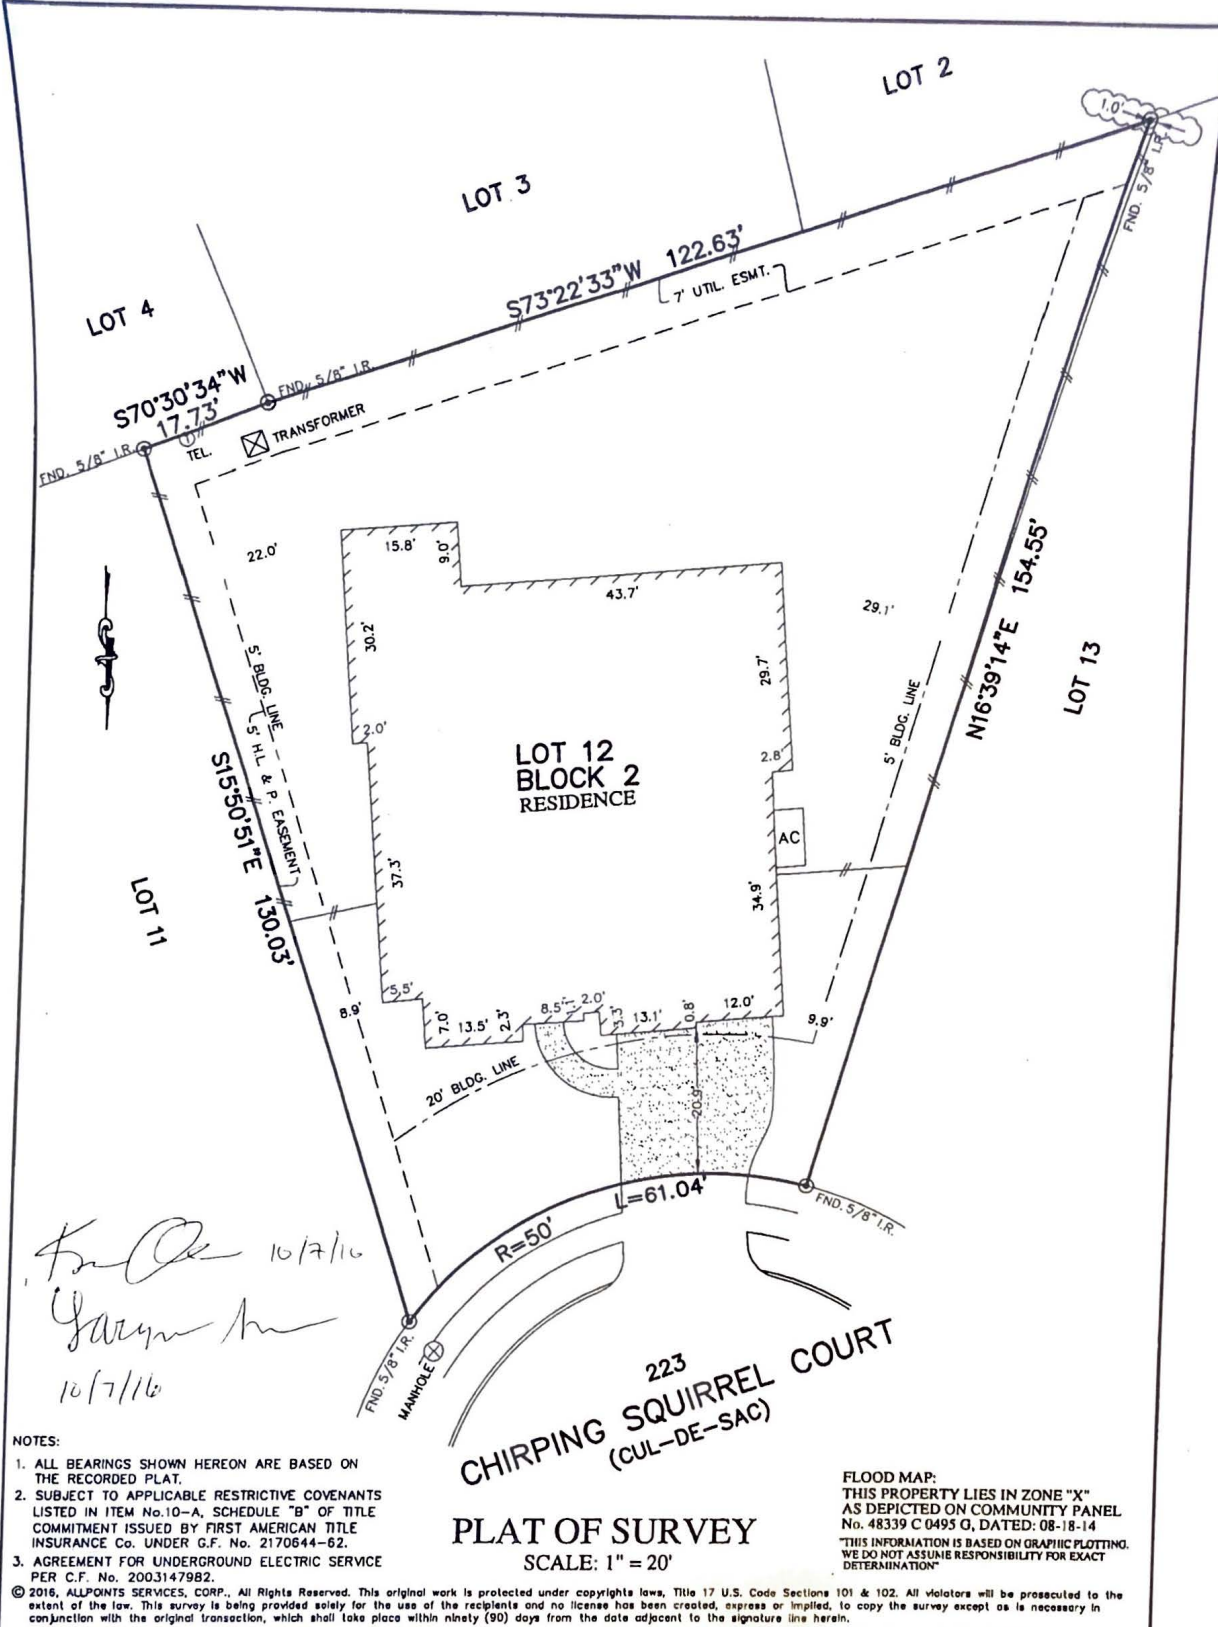 LOT 2
1.0'
FND. 5/8" I.R.
LOT 3
S73°22'33"W 122.63'
7' UTIL. ESMT.
LOT 4
S70°30'34"W
17.73'
FND. 5/8" I.R.
FND. 5/8" I.R.
TEL.
TRANSFORMER
22.0'
15.8'
9.0'
43.7'
29.1'
30.2'
29.7'
N16°39'14"E 154.55'
LOT 13
5' BLDG. LINE
5' H.L. & P. EASEMENT
5' BLDG. LINE
2.0'
2.8'
LOT 12
BLOCK 2
RESIDENCE
AC
S15°50'51"E 130.03'
LOT 11
37.3'
34.9'
5.5'
8.9'
7.0'
13.5'
2.3'
8.5'
2.0'
3.3'
13.1'
0.8'
12.0'
9.9'
20' BLDG. LINE
20.9'
L=61.04'
R=50'
FND. 5/8" I.R.
FND. 5/8" I.R.
MANHOLE
10/7/16
10/7/16
223
CHIRPING SQUIRREL COURT
(CUL-DE-SAC)
NOTES:
1. ALL BEARINGS SHOWN HEREON ARE BASED ON
THE RECORDED PLAT.
2. SUBJECT TO APPLICABLE RESTRICTIVE COVENANTS
LISTED IN ITEM No.10-A, SCHEDULE "B" OF TITLE
COMMITMENT ISSUED BY FIRST AMERICAN TITLE
INSURANCE Co. UNDER G.F. No. 2170644-62.
3. AGREEMENT FOR UNDERGROUND ELECTRIC SERVICE
PER C.F. No. 2003147982.
PLAT OF SURVEY
SCALE: 1" = 20'
FLOOD MAP:
THIS PROPERTY LIES IN ZONE "X"
AS DEPICTED ON COMMUNITY PANEL
No. 48339 C 0495 G, DATED: 08-18-14
"THIS INFORMATION IS BASED ON GRAPHIC PLOTTING.
WE DO NOT ASSUME RESPONSIBILITY FOR EXACT
DETERMINATION"
© 2016, ALLPOINTS SERVICES, CORP., All Rights Reserved. This original work is protected under copyrights laws, Title 17 U.S. Code Sections 101 & 102. All violators will be prosecuted to the
extent of the law. This survey is being provided solely for the use of the recipients and no license has been created, express or implied, to copy the survey except as is necessary in
conjunction with the original transaction, which shall take place within ninety (90) days from the date adjacent to the signature line herein.